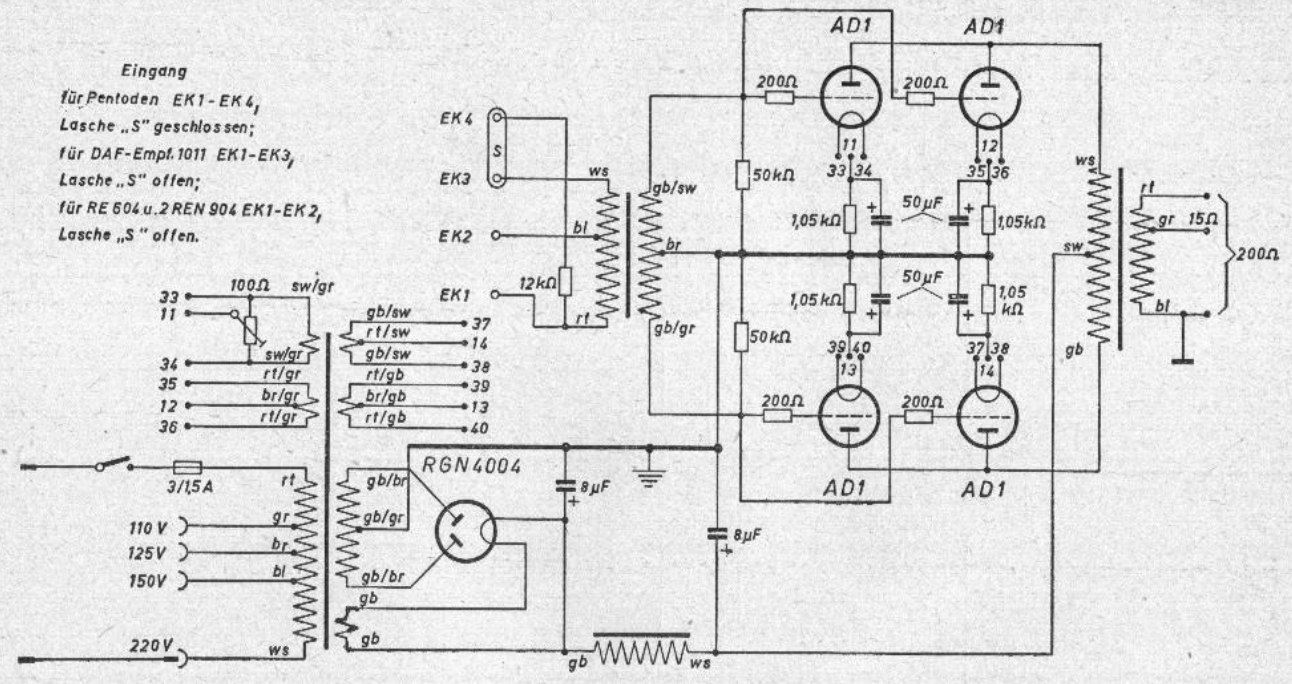 Eingang
für Pentoden EK1-EK4,
Lasche „S" geschlossen;
für DAF-Empf. 1011 EK1-EK3,
Lasche „S" offen;
für RE 604 u. 2 REN 904 EK1-EK2,
Lasche „S" offen.
AD1
AD1
200Ω
200Ω
EK4
S
EK3
ws
EK2
bl
12kΩ
EK1
rt
gb/sw
br
gb/gr
50kΩ
50kΩ
11
33
34
12
35
36
1,05kΩ
50µF
1,05kΩ
1,05kΩ
50µF
1,05
kΩ
39
40
13
37
38
14
200Ω
200Ω
AD1
AD1
ws
sw
gb
rt
gr
15Ω
200Ω
bl
33
100Ω
sw/gr
11
34
sw/gr
35
rt/gr
12
br/gr
36
rt/gr
gb/sw
37
rt/sw
14
gb/sw
38
rt/gb
39
br/gb
13
rt/gb
40
3/1,5A
rt
110V
gr
125V
br
150V
bl
220V
ws
RGN4004
gb/br
gb/gr
gb/br
gb
gb
8µF
+
8µF
+
gb
ws
+
+
+
+